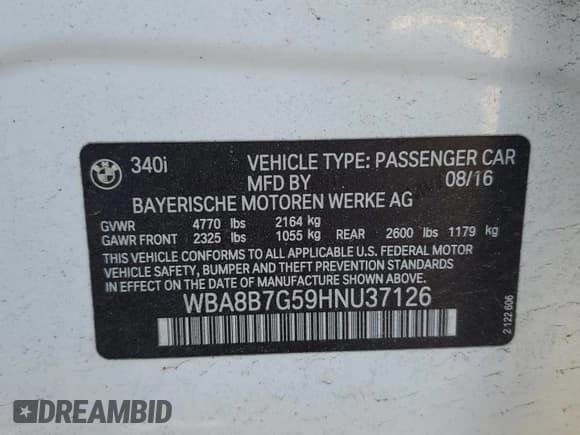 BMW 340i VEHICLE TYPE: PASSENGER CAR
MFD BY 08/16
BAYERISCHE MOTOREN WERKE AG
GVWR 4770 lbs 2164 kg
GAWR FRONT 2325 lbs 1055 kg REAR 2600 lbs 1179 kg
THIS VEHICLE CONFORMS TO ALL APPLICABLE U.S. FEDERAL MOTOR
VEHICLE SAFETY, BUMPER AND THEFT PREVENTION STANDARDS
IN EFFECT ON THE DATE OF MANUFACTURE SHOWN ABOVE.
WBA8B7G59HNU37126
2 122 606
DREAMBID